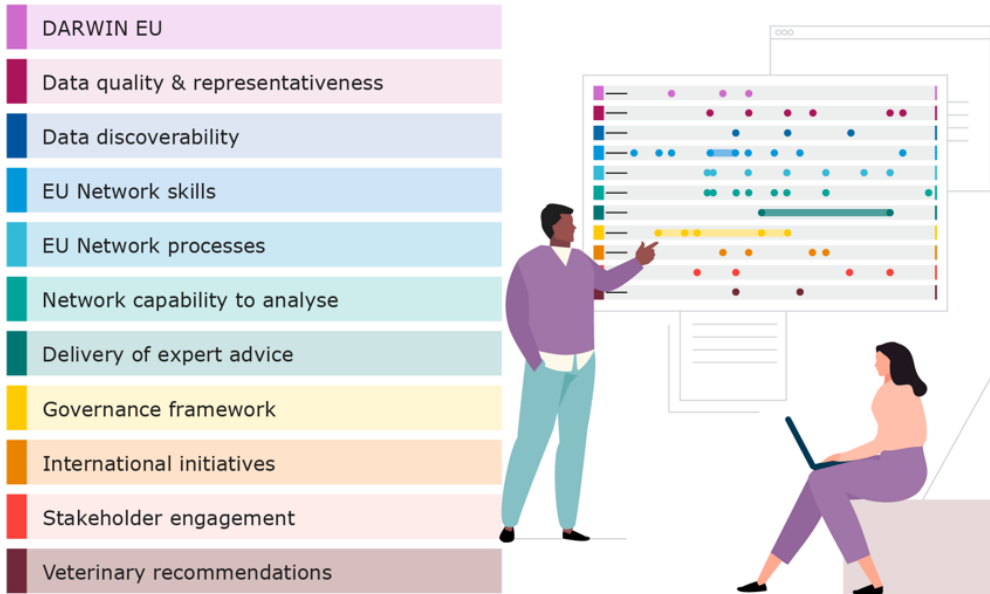 DARWIN EU
Data quality & representativeness
Data discoverability
EU Network skills
EU Network processes
Network capability to analyse
Delivery of expert advice
Governance framework
International initiatives
Stakeholder engagement
Veterinary recommendations